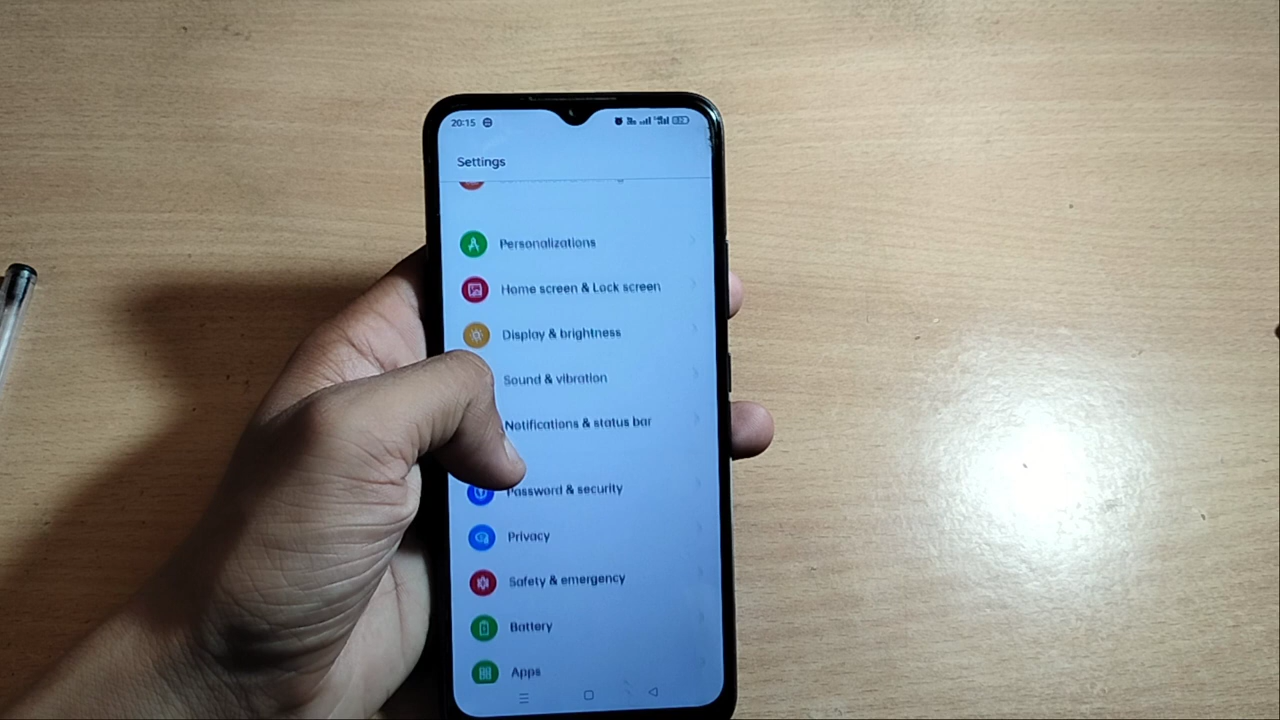 20:15
Settings
Personalizations
Home screen & Lock screen
Display & brightness
Sound & vibration
Notifications & status bar
Password & security
Privacy
Safety & emergency
Battery
Apps